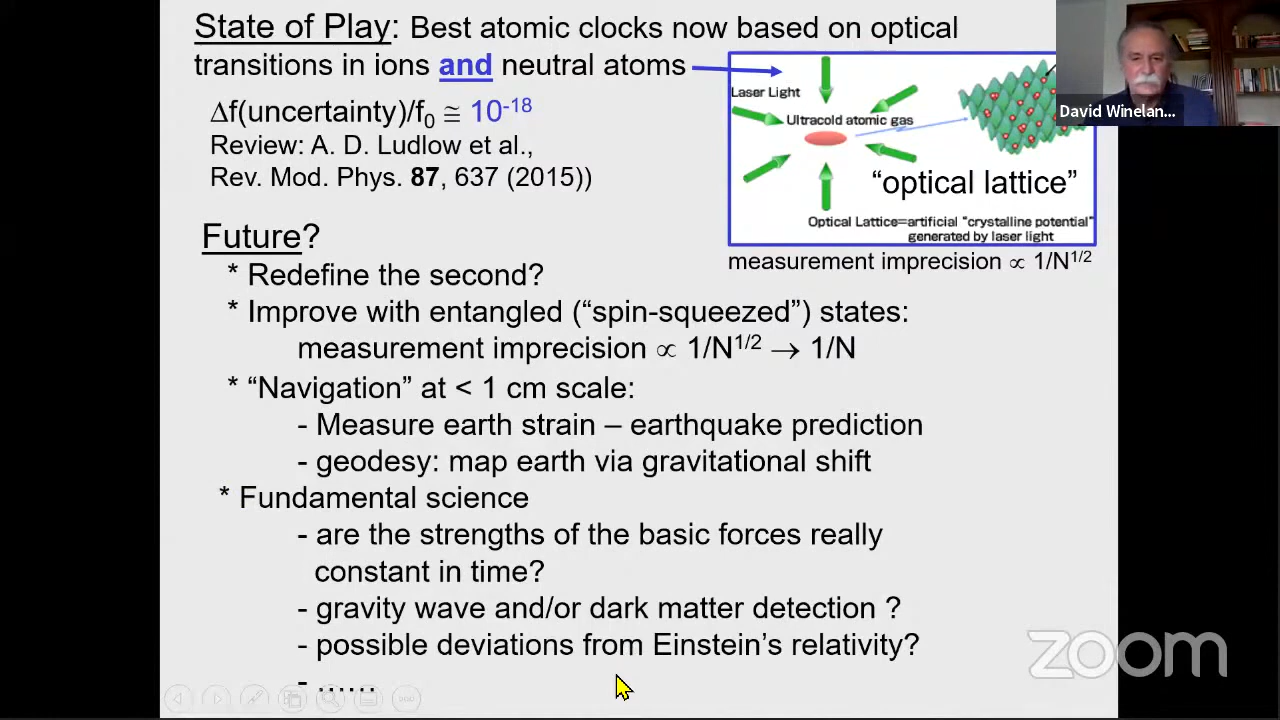 State of Play: Best atomic clocks now based on optical
transitions in ions and neutral atoms
Δf(uncertainty)/f₀ ≅ 10⁻¹⁸
Review: A. D. Ludlow et al.,
Rev. Mod. Phys. 87, 637 (2015))
Laser Light
Ultracold atomic gas
"optical lattice"
Optical Lattice=artificial "crystalline potential"
generated by laser light
measurement imprecision ∝ 1/N¹ᐟ²
David Winelan...
Future?
* Redefine the second?
* Improve with entangled ("spin-squeezed") states:
measurement imprecision ∝ 1/N¹ᐟ² → 1/N
* "Navigation" at < 1 cm scale:
- Measure earth strain – earthquake prediction
- geodesy: map earth via gravitational shift
* Fundamental science
- are the strengths of the basic forces really
constant in time?
- gravity wave and/or dark matter detection ?
- possible deviations from Einstein's relativity?
- ......
zoom